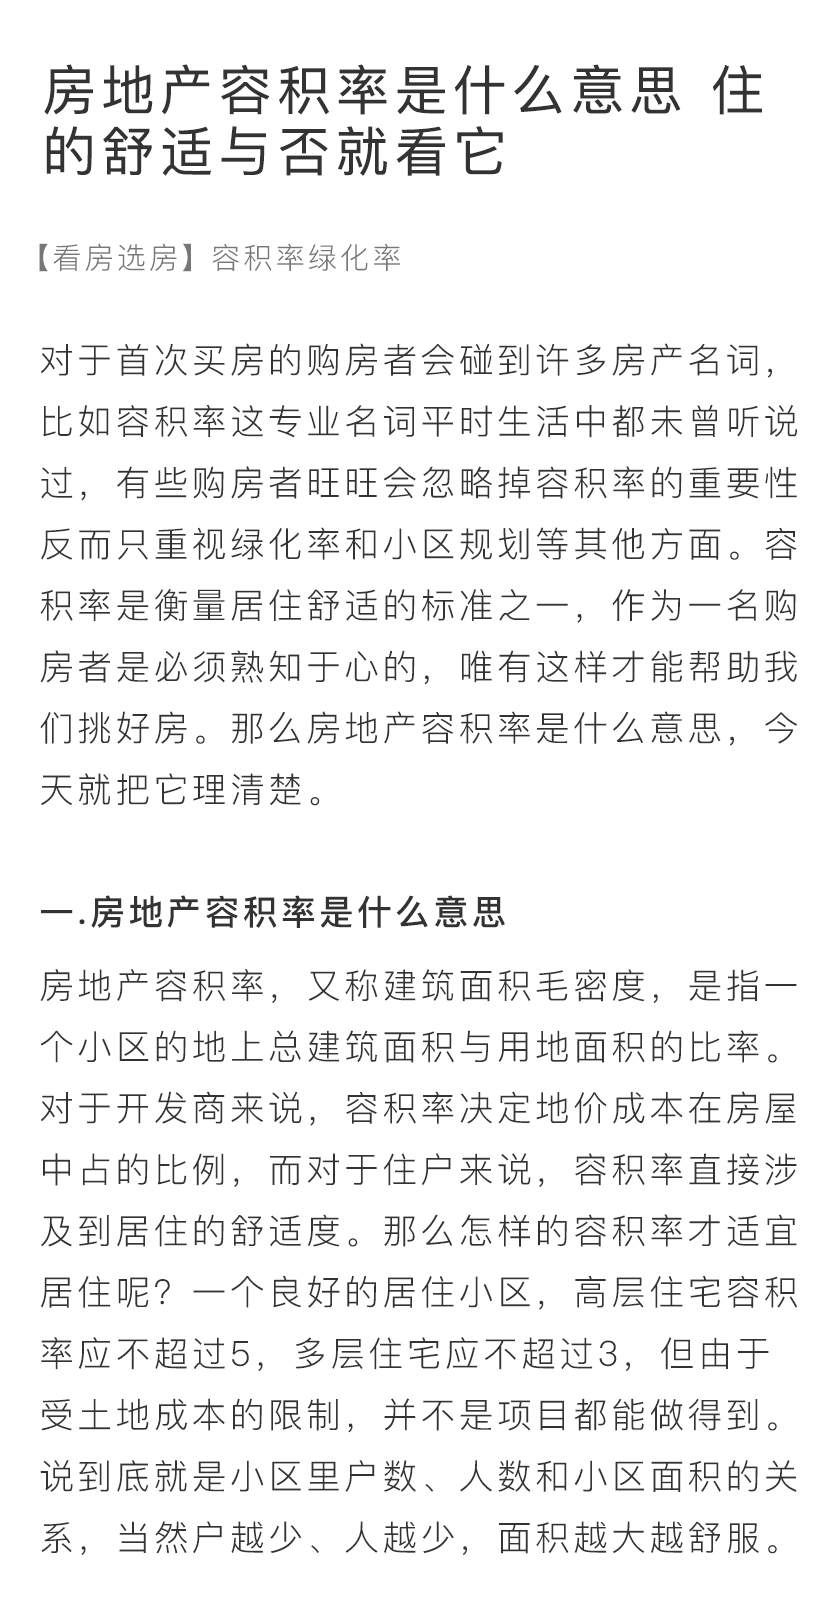 房地产容积率是什么意思 住
的舒适与否就看它
【看房选房】容积率绿化率
对于首次买房的购房者会碰到许多房产名词，
比如容积率这专业名词平时生活中都未曾听说
过，有些购房者旺旺会忽略掉容积率的重要性
反而只重视绿化率和小区规划等其他方面。容
积率是衡量居住舒适的标准之一，作为一名购
房者是必须熟知于心的，唯有这样才能帮助我
们挑好房。那么房地产容积率是什么意思，今
天就把它理清楚。
一.房地产容积率是什么意思
房地产容积率，又称建筑面积毛密度，是指一
个小区的地上总建筑面积与用地面积的比率。
对于开发商来说，容积率决定地价成本在房屋
中占的比例，而对于住户来说，容积率直接涉
及到居住的舒适度。那么怎样的容积率才适宜
居住呢？一个良好的居住小区，高层住宅容积
率应不超过5，多层住宅应不超过3，但由于
受土地成本的限制，并不是项目都能做得到。
说到底就是小区里户数、人数和小区面积的关
系，当然户越少、人越少，面积越大越舒服。